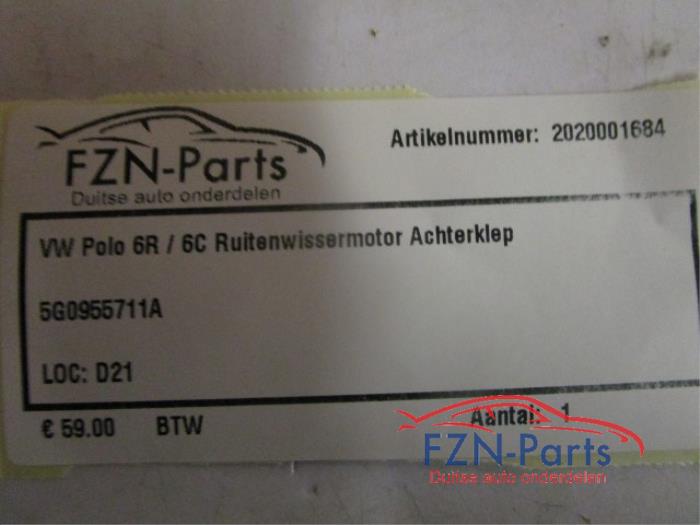 FZN-Parts
Duitse auto onderdelen
Artikelnummer: 2020001684
VW Polo 6R / 6C Ruitenwissermotor Achterklep
5G0955711A
LOC: D21
€ 59.00 BTW Aantal: 1
FZN-Parts
Duitse auto onderdelen